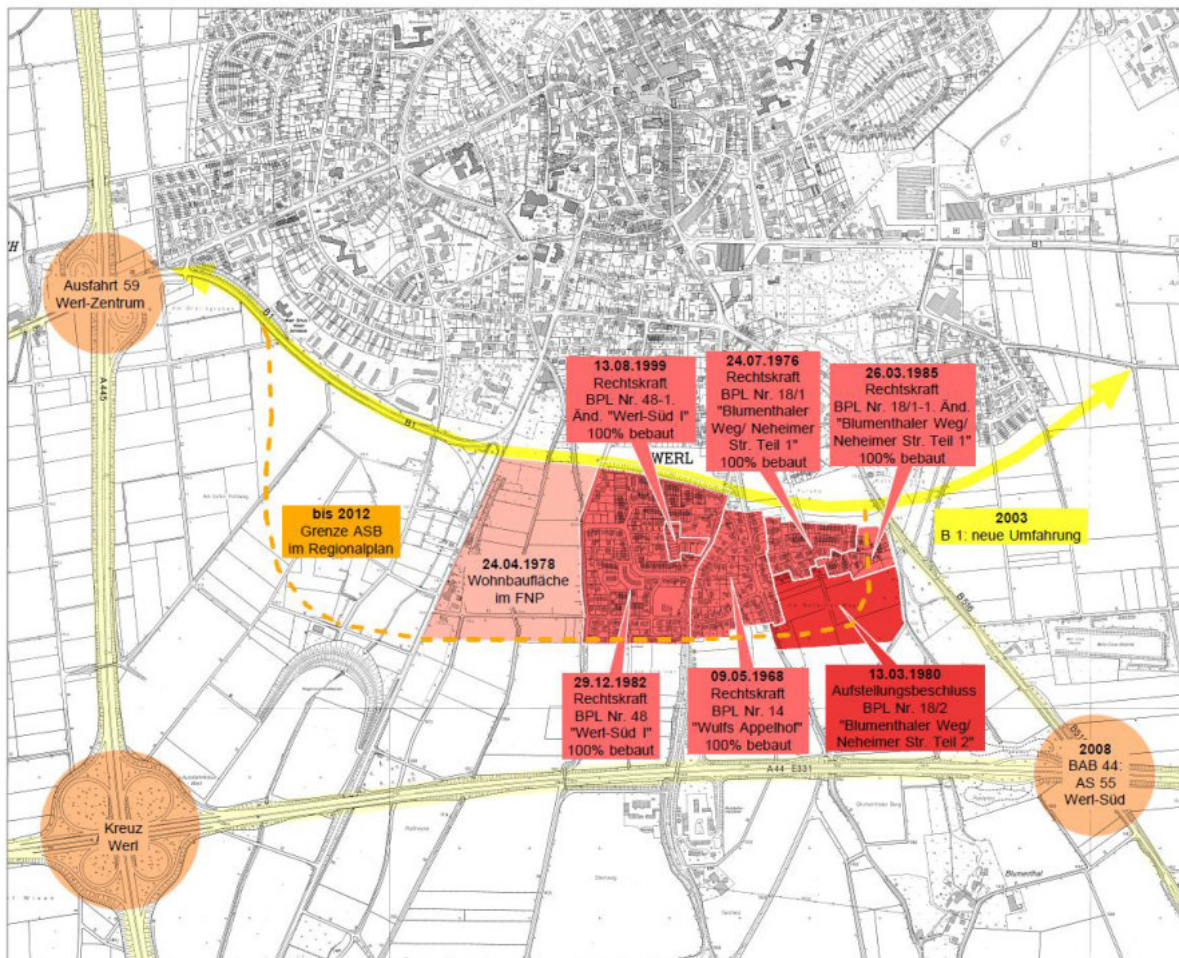 Ausfahrt 59
Werl-Zentrum
A 445
B1
B1
B1
13.08.1999
Rechtskraft
BPL Nr. 48-1.
Änd. "Werl-Süd I"
100% bebaut
24.07.1976
Rechtskraft
BPL Nr. 18/1
"Blumenthaler
Weg/ Neheimer
Str. Teil 1"
100% bebaut
26.03.1985
Rechtskraft
BPL Nr. 18/1-1. Änd.
"Blumenthaler Weg/
Neheimer Str. Teil 1"
100% bebaut
WERL
bis 2012
Grenze ASB
im Regionalplan
2003
B 1: neue Umfahrung
24.04.1978
Wohnbaufläche
im FNP
B 516
29.12.1982
Rechtskraft
BPL Nr. 48
"Werl-Süd I"
100% bebaut
09.05.1968
Rechtskraft
BPL Nr. 14
"Wulfs Appelhof"
100% bebaut
13.03.1980
Aufstellungsbeschluss
BPL Nr. 18/2
"Blumenthaler Weg/
Neheimer Str. Teil 2"
2008
BAB 44:
AS 55
Werl-Süd
A 44 E331
Kreuz
Werl
Blumenthal